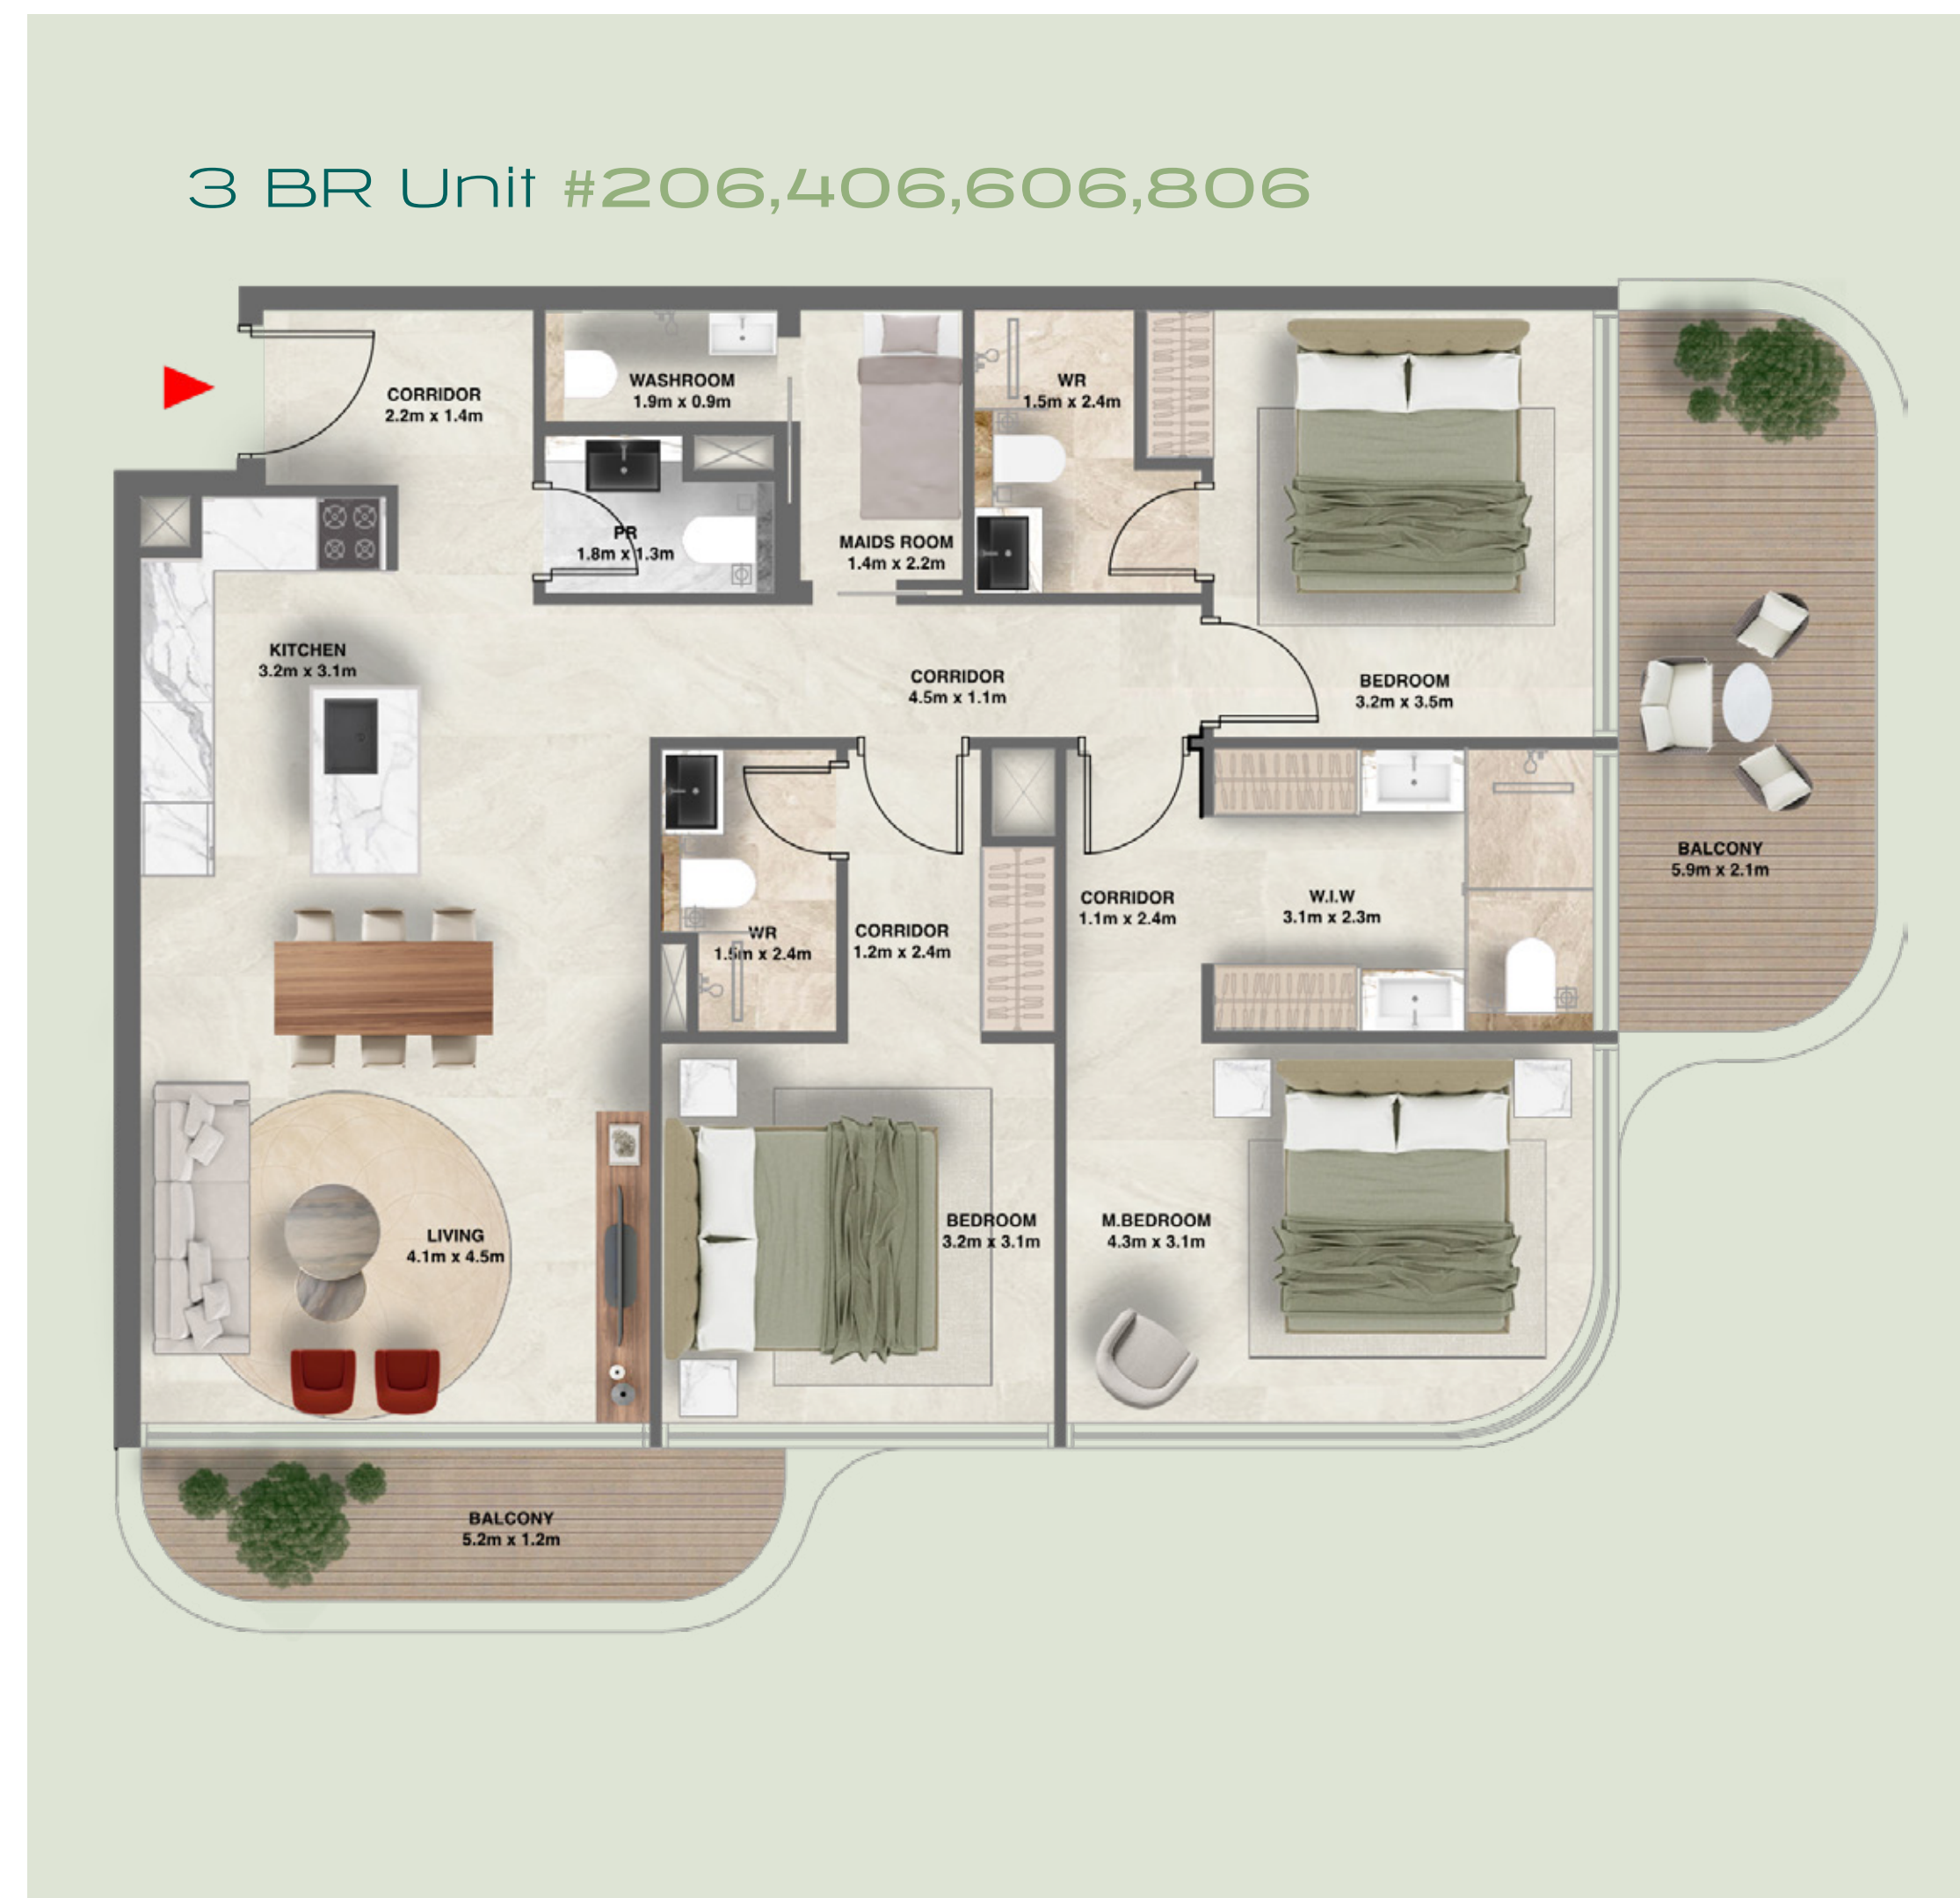 3 BR Unit #206,406,606,806
CORRIDOR
2.2m x 1.4m
WASHROOM
1.9m x 0.9m
WR
1.5m x 2.4m
PR
1.8m x 1.3m
MAIDS ROOM
1.4m x 2.2m
KITCHEN
3.2m x 3.1m
CORRIDOR
4.5m x 1.1m
BEDROOM
3.2m x 3.5m
BALCONY
5.9m x 2.1m
WR
1.5m x 2.4m
CORRIDOR
1.2m x 2.4m
CORRIDOR
1.1m x 2.4m
W.I.W
3.1m x 2.3m
LIVING
4.1m x 4.5m
BEDROOM
3.2m x 3.1m
M.BEDROOM
4.3m x 3.1m
BALCONY
5.2m x 1.2m